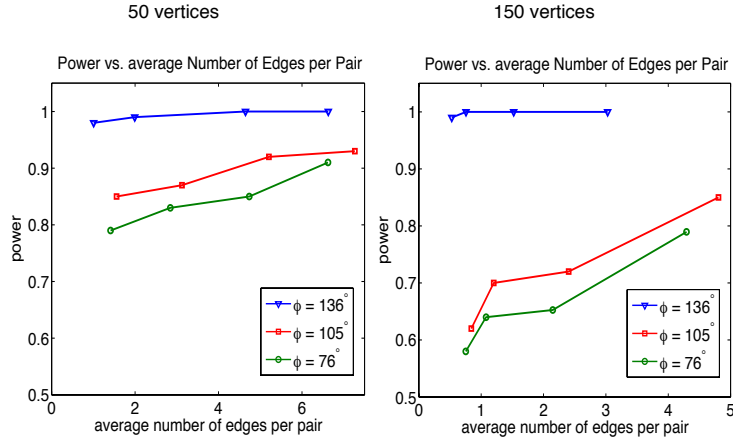 50 vertices
150 vertices
Power vs. average Number of Edges per Pair
1
0.9
0.8
0.7
0.6
0.5
power
0
2
4
6
average number of edges per pair
ϕ = 136°
ϕ = 105°
ϕ = 76°
Power vs. average Number of Edges per Pair
1
0.9
0.8
0.7
0.6
0.5
power
0
1
2
3
4
5
average number of edges per pair
ϕ = 136°
ϕ = 105°
ϕ = 76°